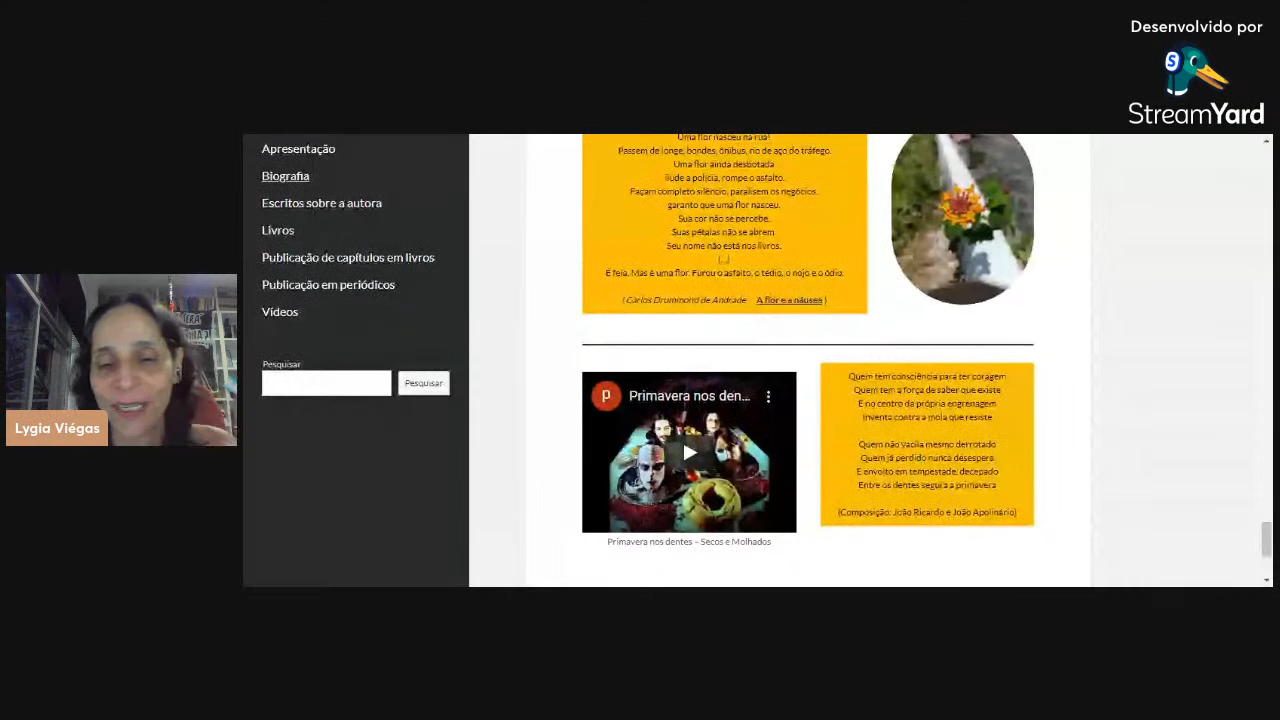 Desenvolvido por
StreamYard
Apresentação
Biografia
Escritos sobre a autora
Livros
Publicação de capítulos em livros
Publicação em periódicos
Vídeos
Pesquisar
Pesquisar
Lygia Viégas
Uma flor nasceu na rua!
Passem de longe, bondes, ônibus, rio de aço do tráfego.
Uma flor ainda desbotada
ilude a polícia, rompe o asfalto.
Façam completo silêncio, paralisem os negócios,
garanto que uma flor nasceu.
Sua cor não se percebe.
Suas pétalas não se abrem.
Seu nome não está nos livros.
(...)
É feia. Mas é uma flor. Furou o asfalto, o tédio, o nojo e o ódio.
(Carlos Drummond de Andrade A flor e a náusea )
p
Primavera nos den...
Primavera nos dentes – Secos e Molhados
Quem tem consciência para ter coragem
Quem tem a força de saber que existe
E no centro da própria engrenagem
Inventa contra a mola que resiste
Quem não vacila mesmo derrotado
Quem já perdido nunca desespera
E envolto em tempestade, decepado
Entre os dentes segura a primavera
(Composição: João Ricardo e João Apolinário)